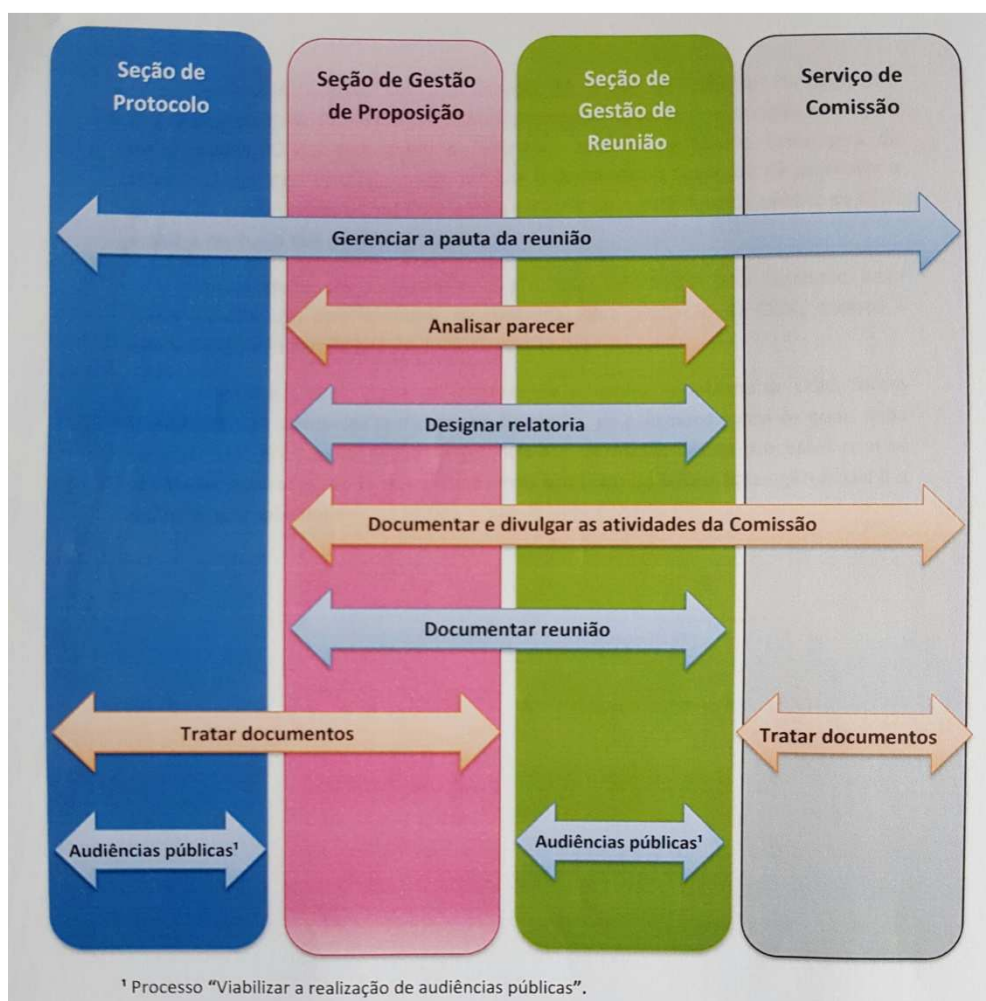 Seção de
Protocolo
Seção de Gestão
de Proposição
Seção de
Gestão de
Reunião
Serviço de
Comissão
Gerenciar a pauta da reunião
Analisar parecer
Designar relatoria
Documentar e divulgar as atividades da Comissão
Documentar reunião
Tratar documentos
Tratar documentos
Audiências públicas¹
Audiências públicas¹
¹ Processo "Viabilizar a realização de audiências públicas".